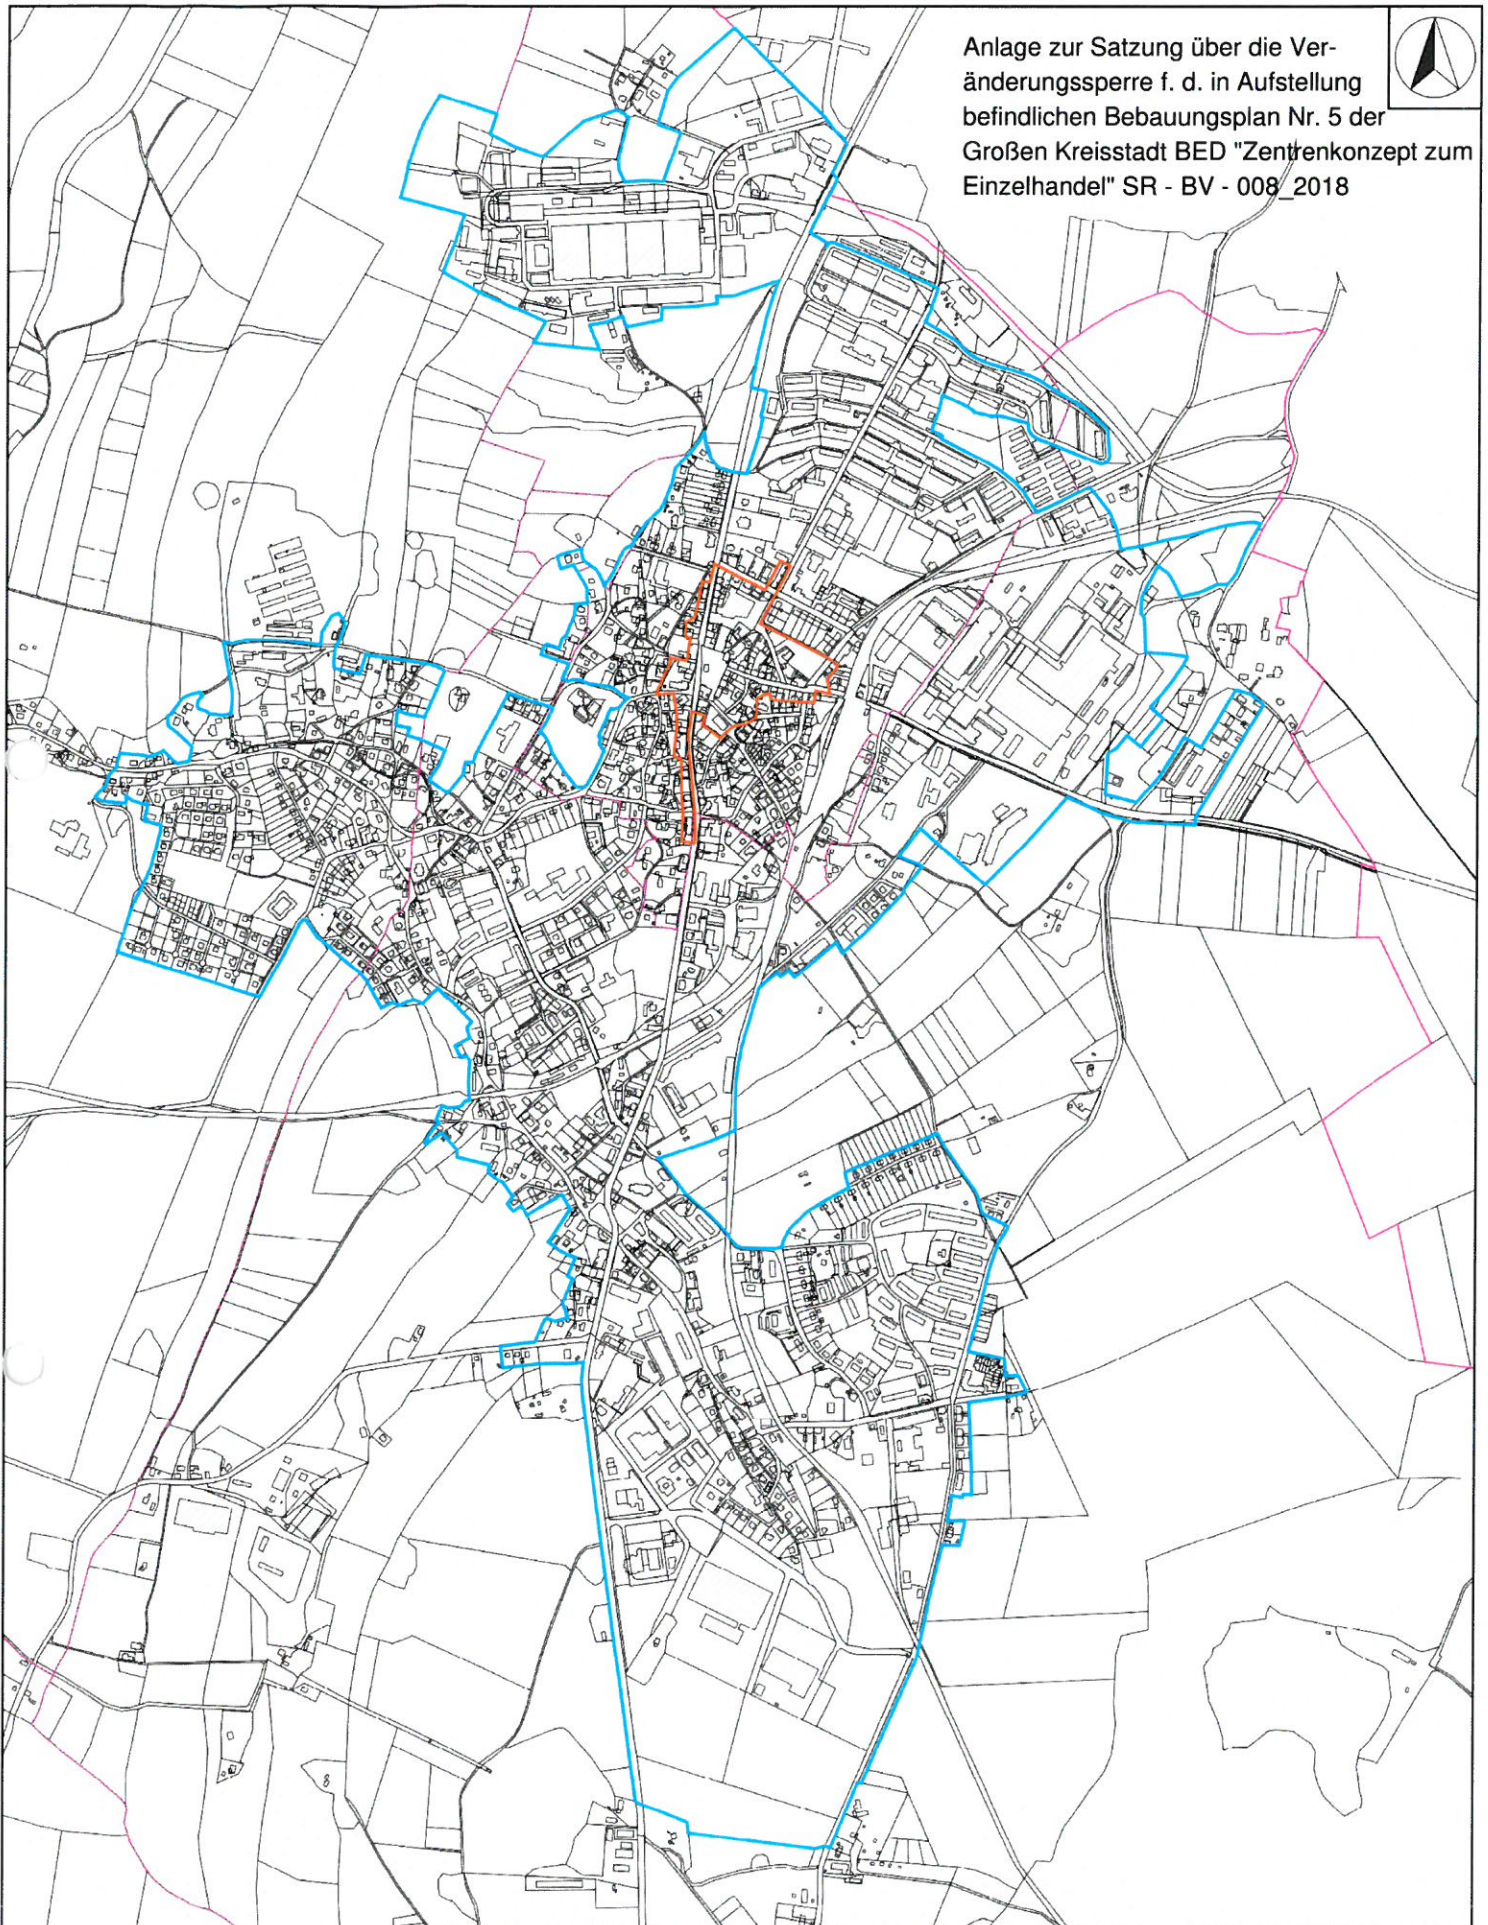 Anlage zur Satzung über die Ver-
änderungssperre f. d. in Aufstellung
befindlichen Bebauungsplan Nr. 5 der
Großen Kreisstadt BED "Zentrenkonzept zum
Einzelhandel" SR - BV - 008_2018